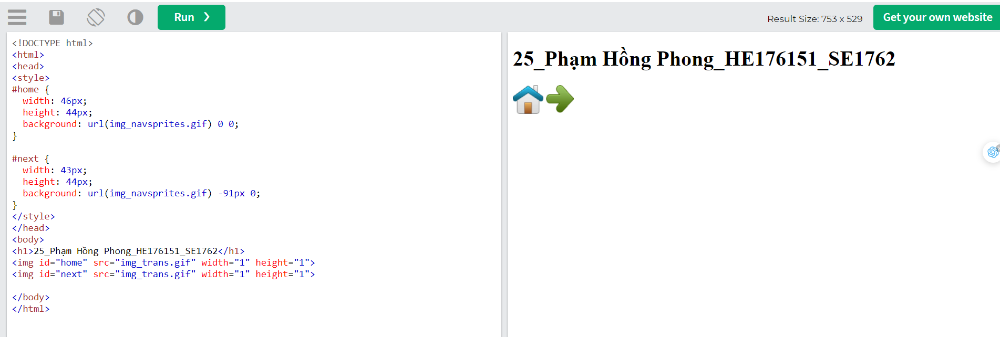 Run ❯
Result Size: 753 x 529
Get your own website
<!DOCTYPE html>
<html>
<head>
<style>
#home {
  width: 46px;
  height: 44px;
  background: url(img_navsprites.gif) 0 0;
}

#next {
  width: 43px;
  height: 44px;
  background: url(img_navsprites.gif) -91px 0;
}
</style>
</head>
<body>
<h1>25_Phạm Hồng Phong_HE176151_SE1762</h1>
<img id="home" src="img_trans.gif" width="1" height="1">
<img id="next" src="img_trans.gif" width="1" height="1">

</body>
</html>
25_Phạm Hồng Phong_HE176151_SE1762